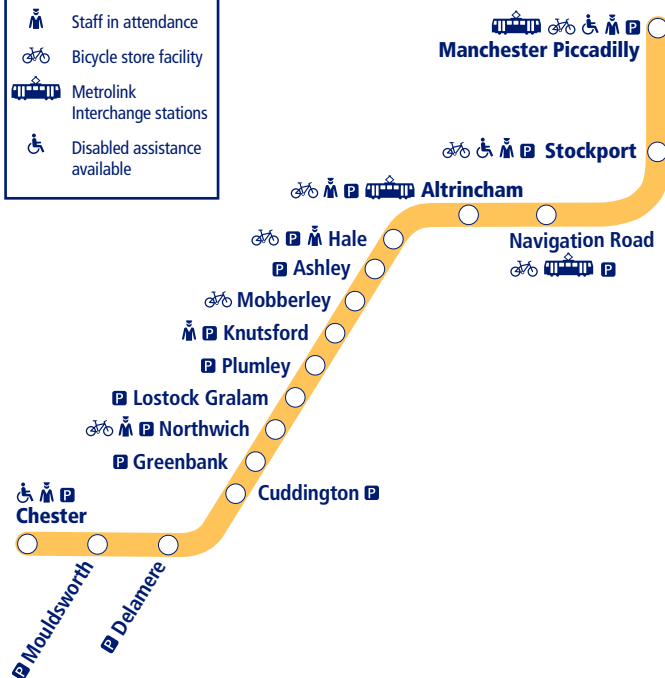 Staff in attendance
Bicycle store facility
Metrolink
Interchange stations
Disabled assistance
available
P
Manchester Piccadilly
P Stockport
P Altrincham
Navigation Road
P
P Hale
P Ashley
Mobberley
P Knutsford
P Plumley
P Lostock Gralam
P Northwich
P Greenbank
Cuddington P
P
Chester
P Mouldsworth
P Delamere